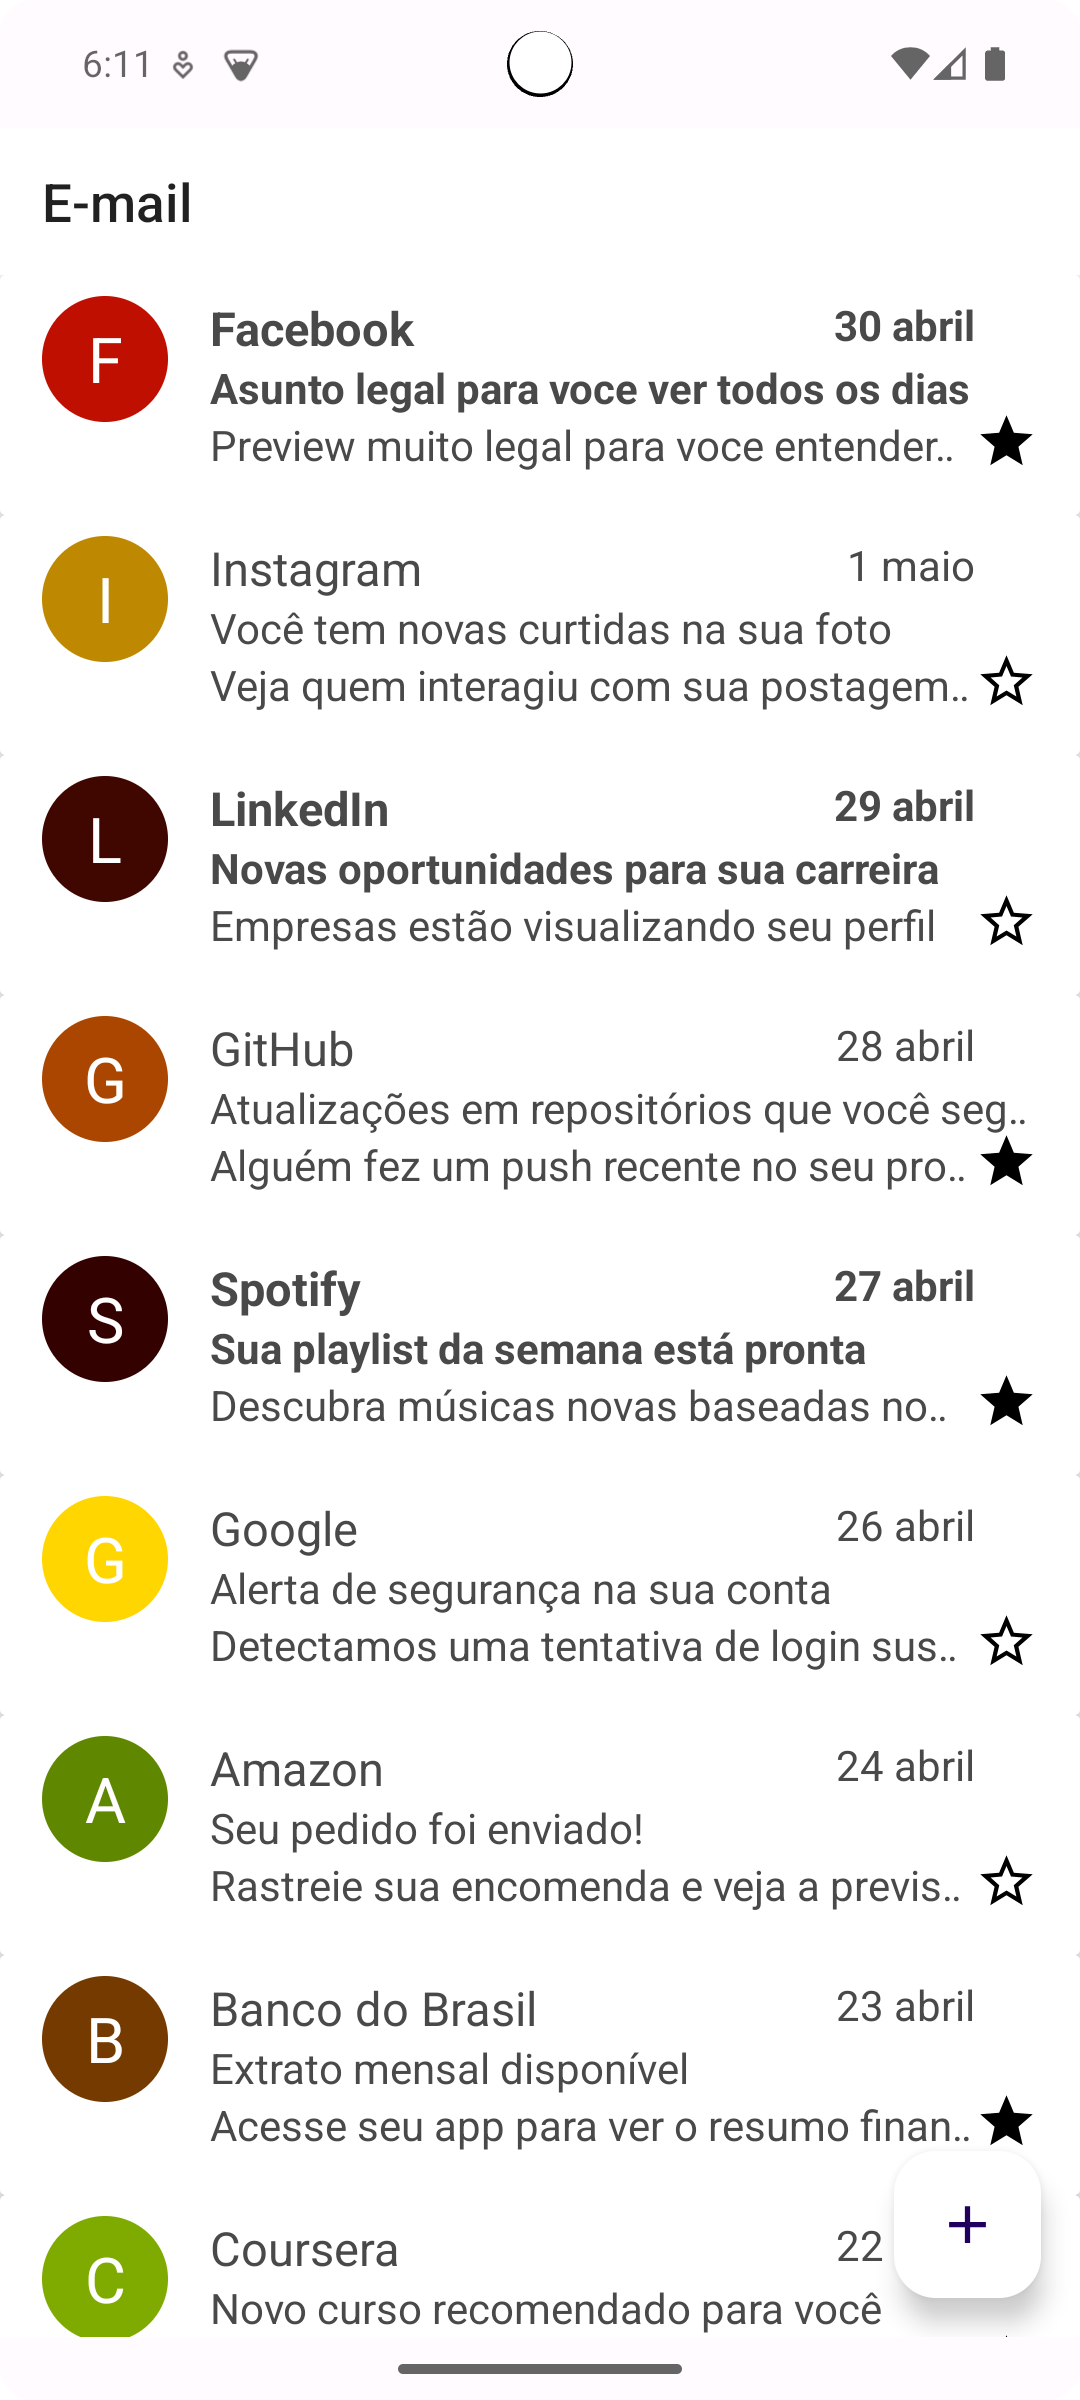 6:11
E-mail
F
Facebook
30 abril
Asunto legal para voce ver todos os dias
Preview muito legal para voce entender..
I
Instagram
1 maio
Você tem novas curtidas na sua foto
Veja quem interagiu com sua postagem..
L
LinkedIn
29 abril
Novas oportunidades para sua carreira
Empresas estão visualizando seu perfil
G
GitHub
28 abril
Atualizações em repositórios que você seg..
Alguém fez um push recente no seu pro..
S
Spotify
27 abril
Sua playlist da semana está pronta
Descubra músicas novas baseadas no..
G
Google
26 abril
Alerta de segurança na sua conta
Detectamos uma tentativa de login sus..
A
Amazon
24 abril
Seu pedido foi enviado!
Rastreie sua encomenda e veja a previs..
B
Banco do Brasil
23 abril
Extrato mensal disponível
Acesse seu app para ver o resumo finan..
C
Coursera
22
Novo curso recomendado para você
+